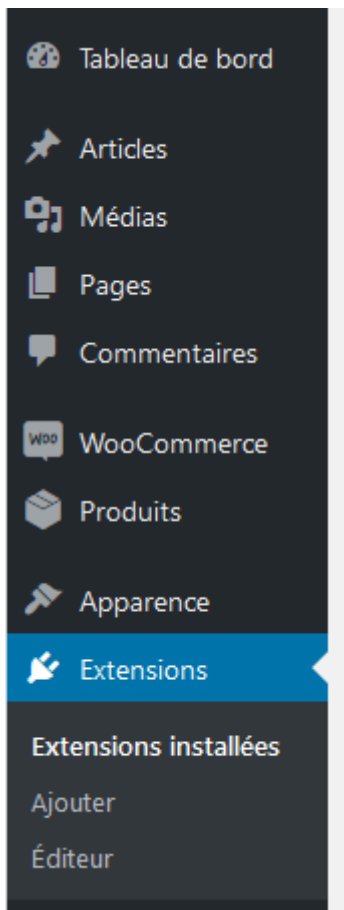 Tableau de bord
Articles
Médias
Pages
Commentaires
Woo WooCommerce
Produits
Apparence
Extensions
Extensions installées
Ajouter
Éditeur